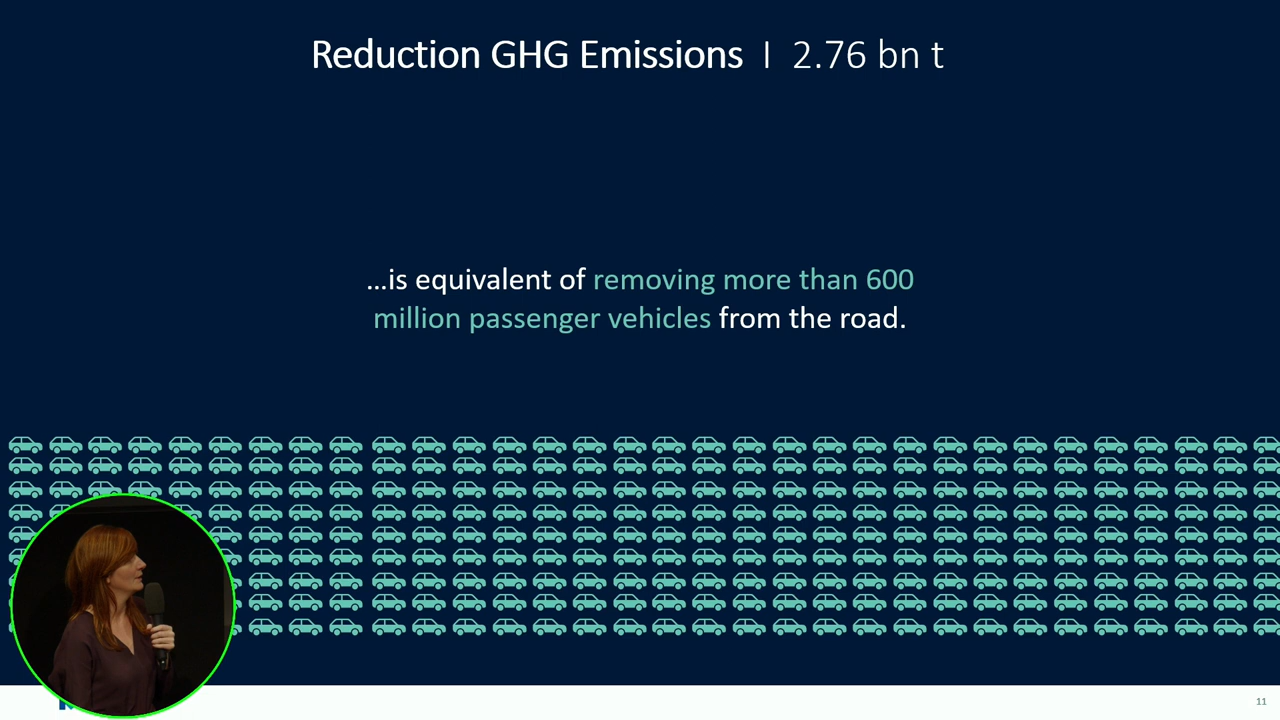 Reduction GHG Emissions | 2.76 bn t
...is equivalent of removing more than 600
million passenger vehicles from the road.
11